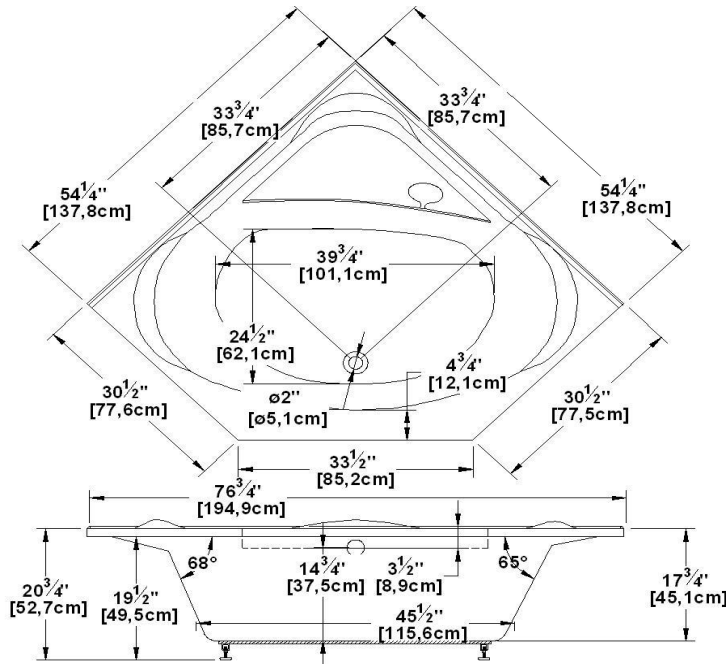 33¾"
[85,7cm]
33¾"
[85,7cm]
54¼"
[137,8cm]
54¼"
[137,8cm]
39¾"
[101,1cm]
24½"
[62,1cm]
4¾"
[12,1cm]
30½"
[77,6cm]
ø2"
[ø5,1cm]
30½"
[77,5cm]
33½"
[85,2cm]
76¾"
[194,9cm]
68°
65°
20¾"
[52,7cm]
19½"
[49,5cm]
14¾"
[37,5cm]
3½"
[8,9cm]
17¾"
[45,1cm]
45½"
[115,6cm]